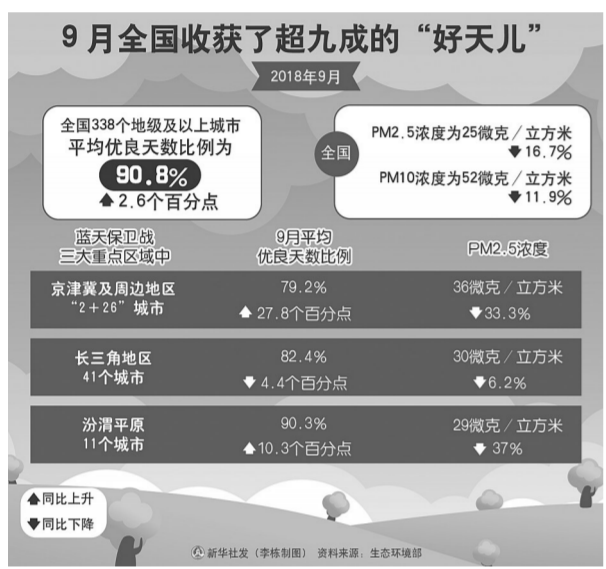 9月全国收获了超九成的“好天儿”
2018年9月
全国338个地级及以上城市
平均优良天数比例为
90.8%
2.6个百分点
全国
PM2.5浓度为25微克/立方米
16.7%
PM10浓度为52微克/立方米
11.9%
蓝天保卫战
三大重点区域中
9月平均
优良天数比例
PM2.5浓度
京津冀及周边地区
“2+26”城市
79.2%
27.8个百分点
36微克/立方米
33.3%
长三角地区
41个城市
82.4%
4.4个百分点
30微克/立方米
6.2%
汾渭平原
11个城市
90.3%
10.3个百分点
29微克/立方米
37%
同比上升
同比下降
新华社发(李栋制图) 资料来源:生态环境部